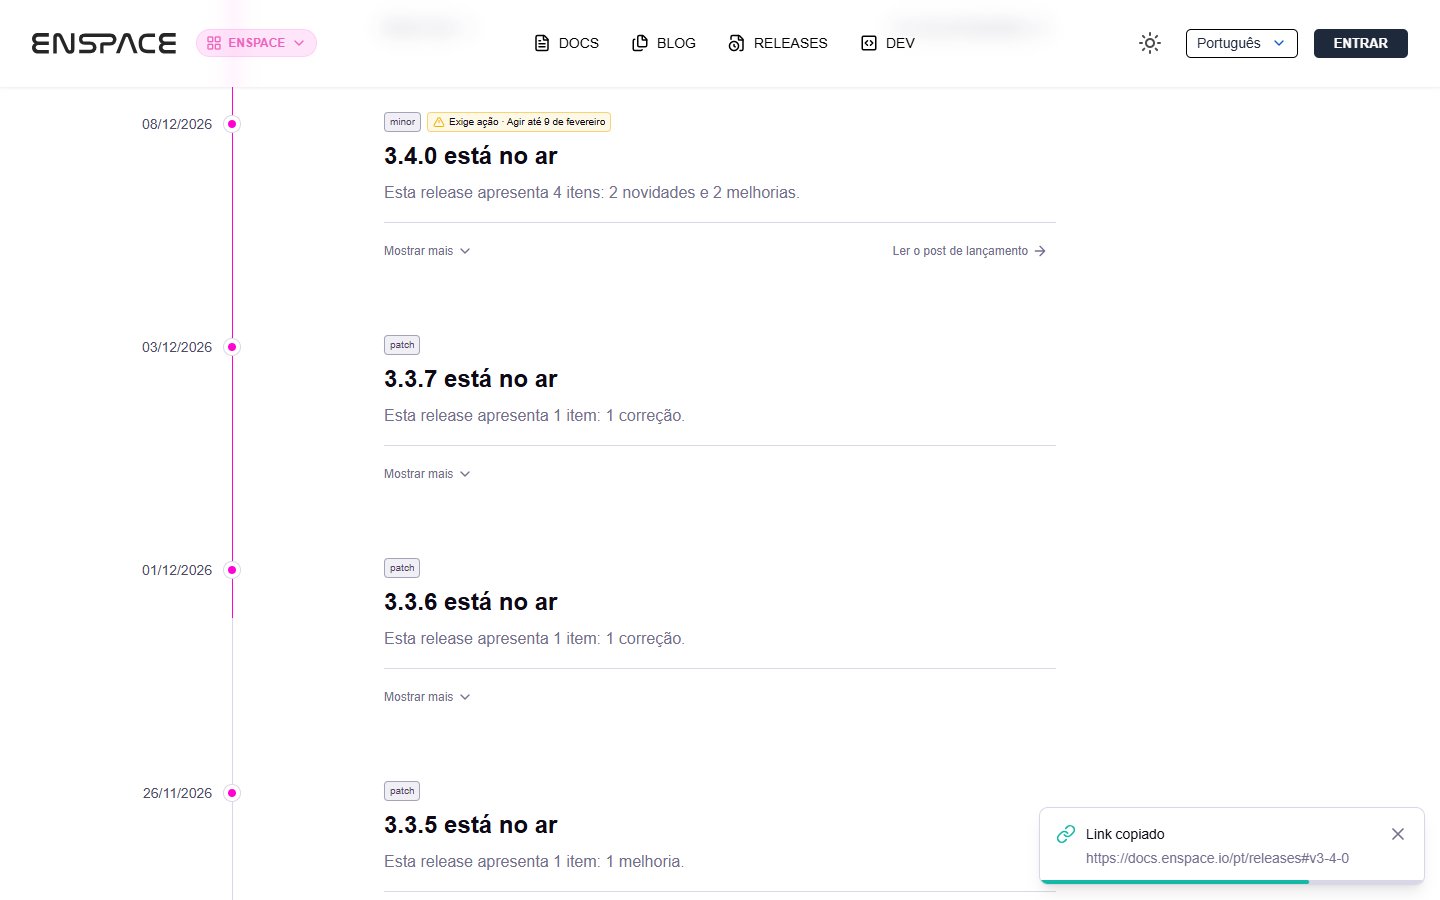 ENSPACE
ENSPACE
DOCS
BLOG
RELEASES
DEV
Português
ENTRAR
08/12/2026
minor
Exige ação · Agir até 9 de fevereiro
3.4.0 está no ar
Esta release apresenta 4 itens: 2 novidades e 2 melhorias.
Mostrar mais
Ler o post de lançamento
03/12/2026
patch
3.3.7 está no ar
Esta release apresenta 1 item: 1 correção.
Mostrar mais
01/12/2026
patch
3.3.6 está no ar
Esta release apresenta 1 item: 1 correção.
Mostrar mais
26/11/2026
patch
3.3.5 está no ar
Esta release apresenta 1 item: 1 melhoria.
Link copiado
https://docs.enspace.io/pt/releases#v3-4-0